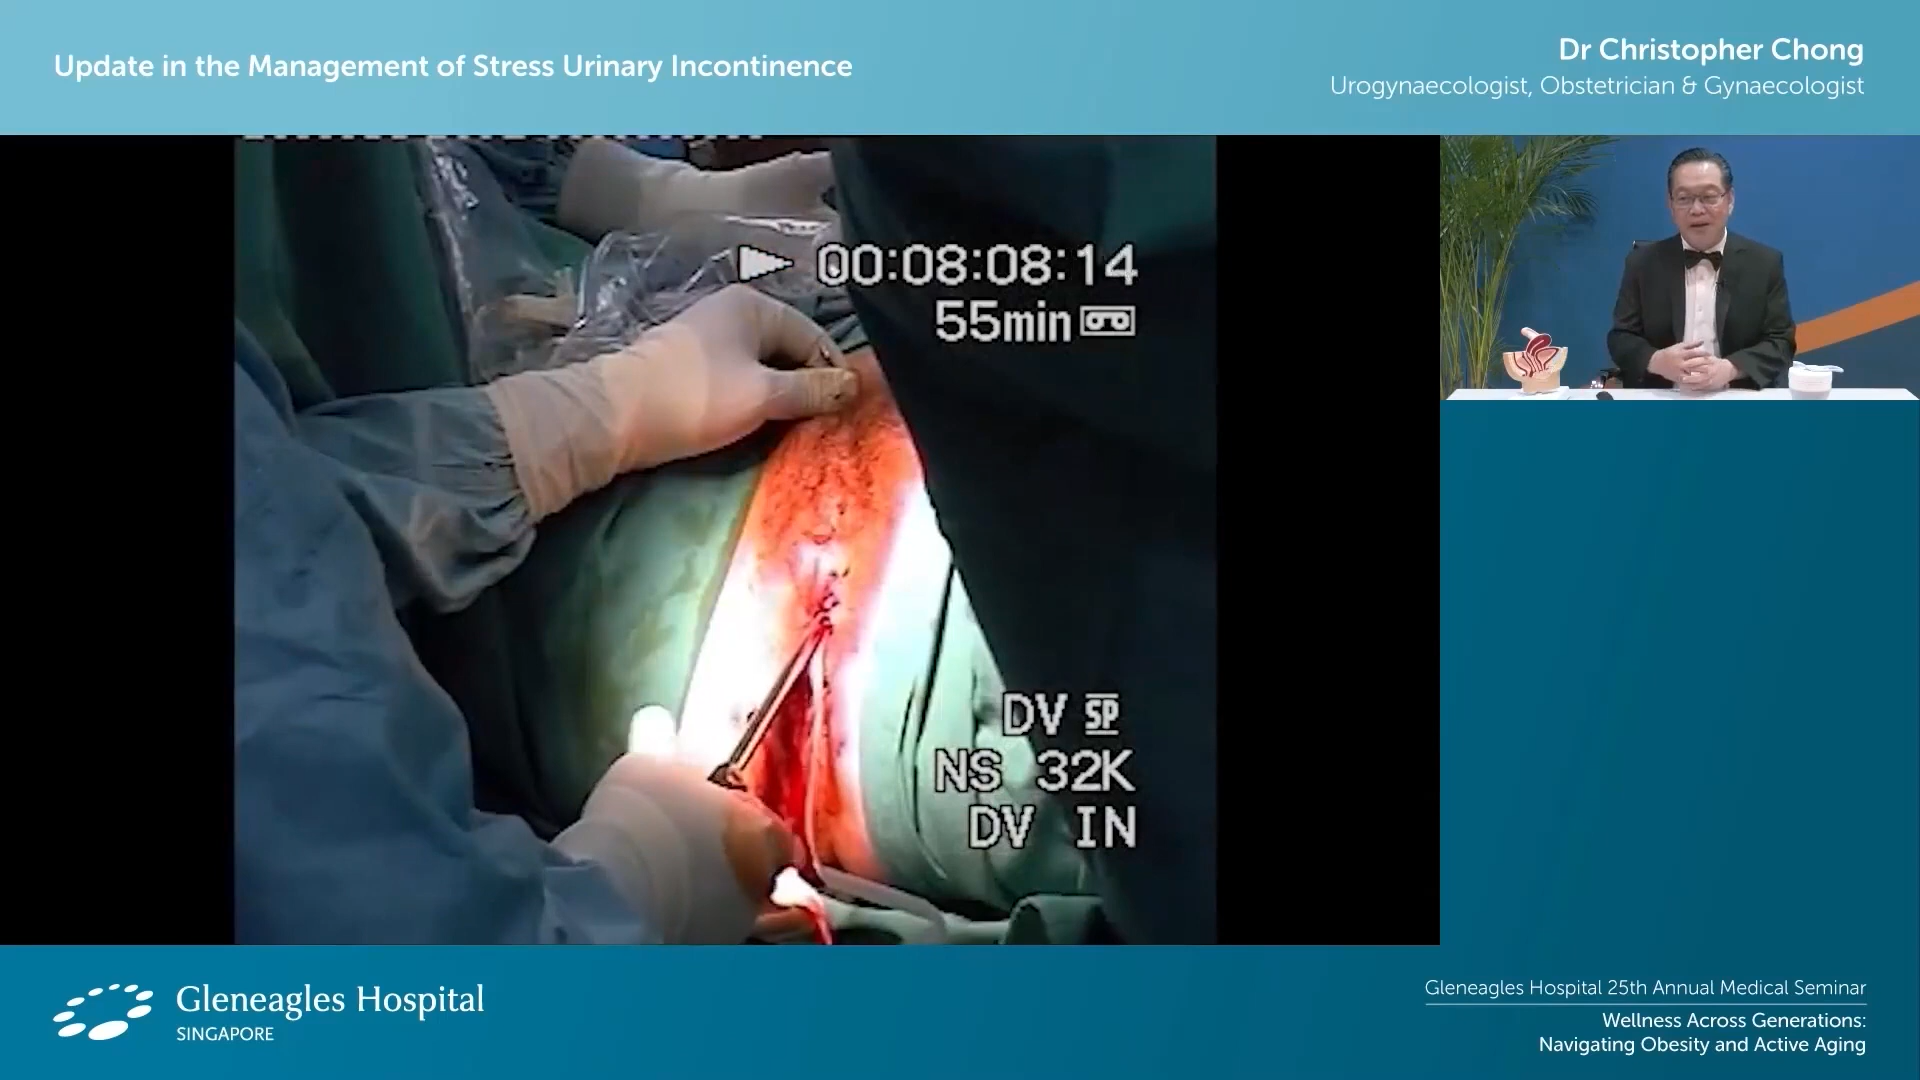 Update in the Management of Stress Urinary Incontinence
Dr Christopher Chong
Urogynaecologist, Obstetrician & Gynaecologist
00:08:08:14
55min
DV SP
NS 32K
DV IN
Gleneagles Hospital
SINGAPORE
Gleneagles Hospital 25th Annual Medical Seminar
Wellness Across Generations:
Navigating Obesity and Active Aging